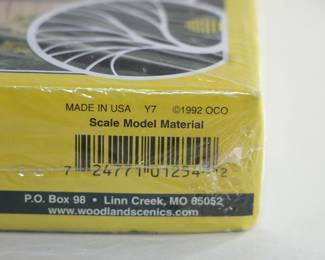 MADE IN USA Y7 ©1992 OCO
Scale Model Material
7 24771 01254 2
P.O. Box 98 • Linn Creek, MO 65052
www.woodlandscenics.com